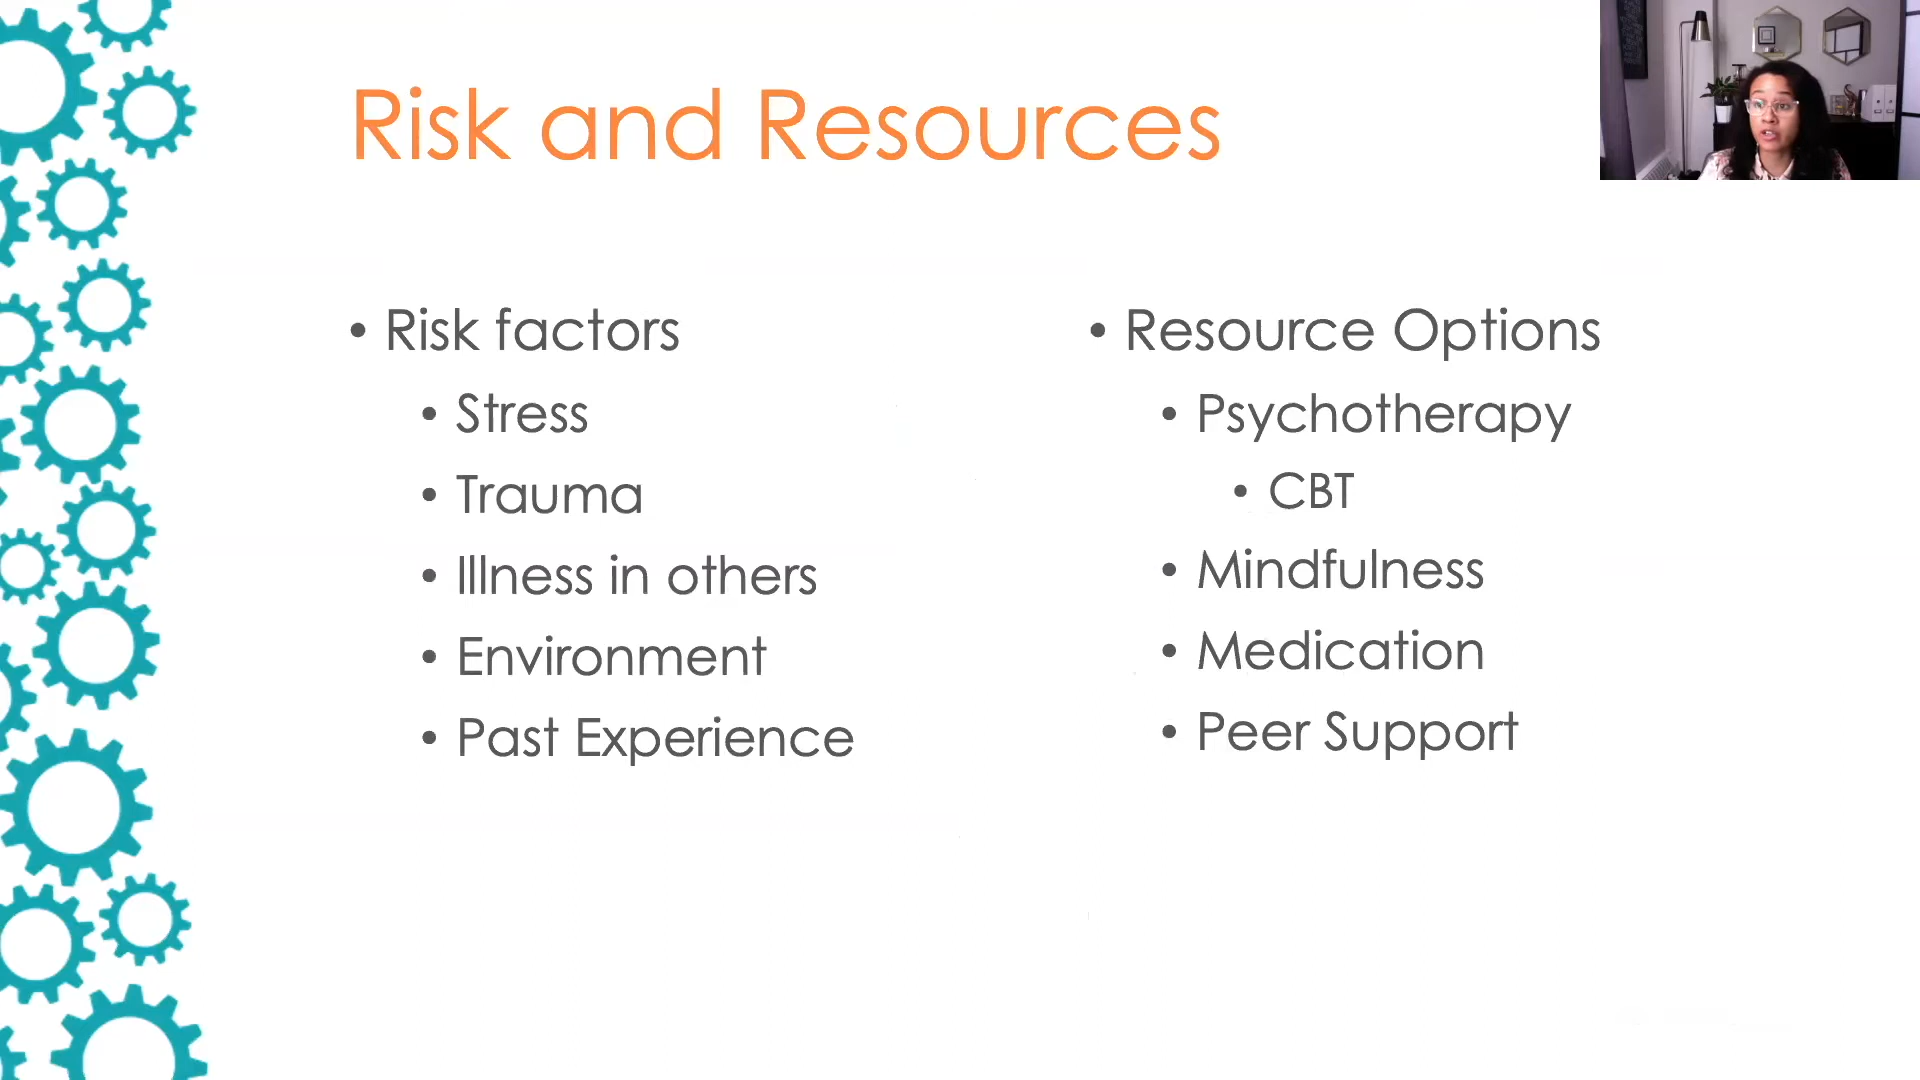 Risk and Resources
• Risk factors
• Stress
• Trauma
• Illness in others
• Environment
• Past Experience
• Resource Options
• Psychotherapy
• CBT
• Mindfulness
• Medication
• Peer Support